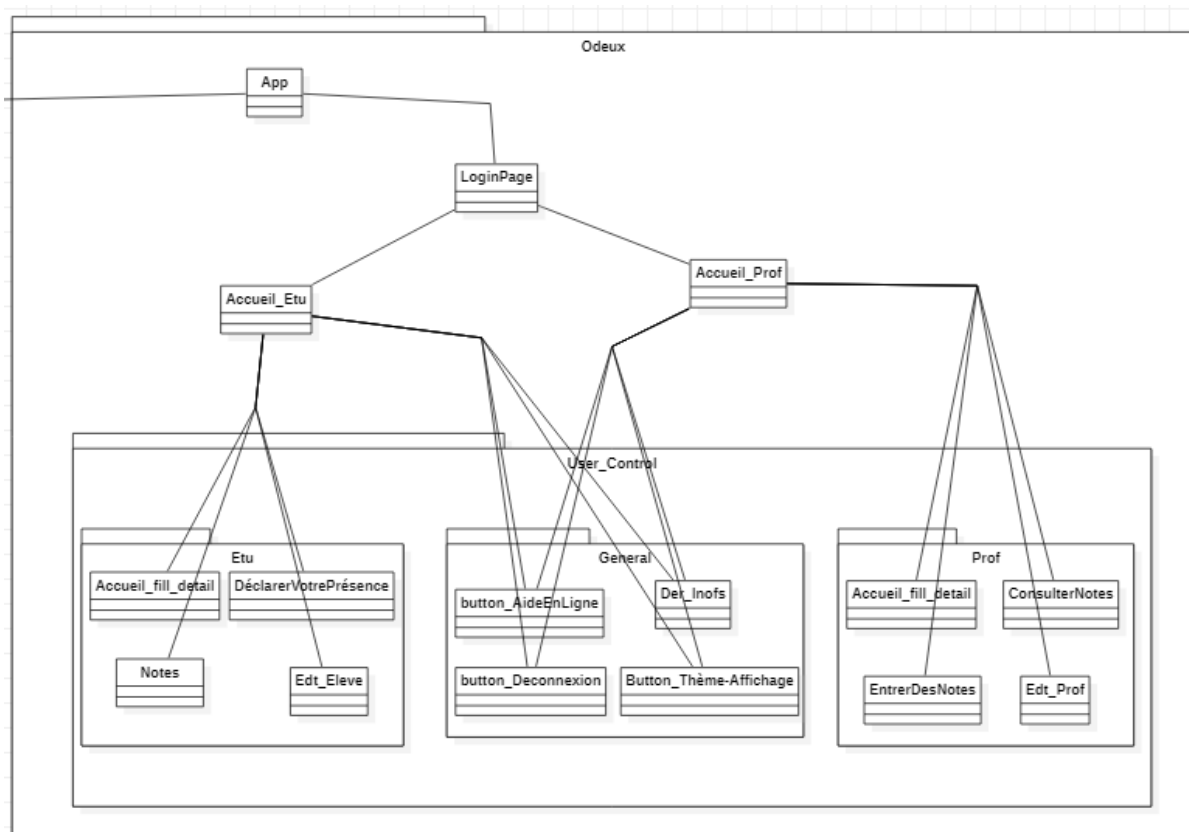 Odeux
App
LoginPage
Accueil_Prof
Accueil_Etu
User_Control
Etu
General
Prof
Accueil_fill_detail
DéclarerVotrePrésence
button_AideEnLigne
Der_Inofs
Accueil_fill_detail
ConsulterNotes
Notes
Edt_Eleve
button_Deconnexion
Button_Thème-Affichage
EntrerDesNotes
Edt_Prof